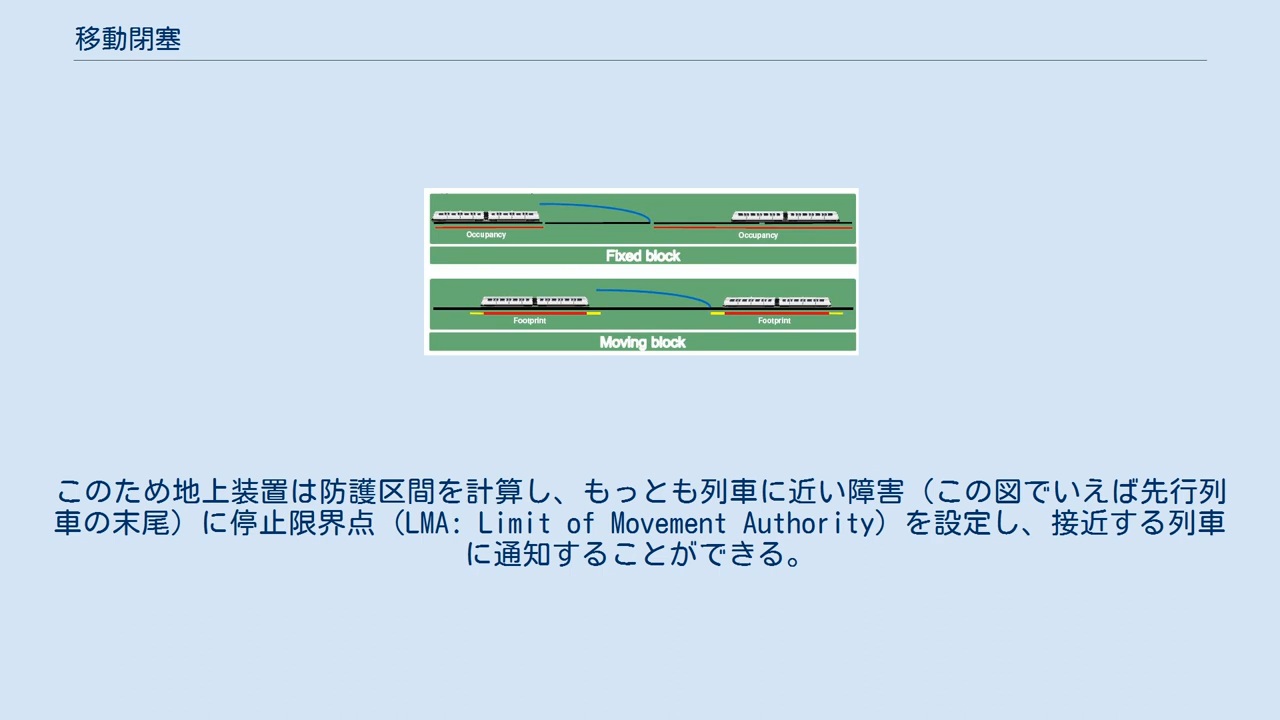 移動閉塞
Occupancy
Occupancy
Fixed block
Footprint
Footprint
Moving block
このため地上装置は防護区間を計算し、もっとも列車に近い障害（この図でいえば先行列
車の末尾）に停止限界点（LMA: Limit of Movement Authority）を設定し、接近する列車
に通知することができる。